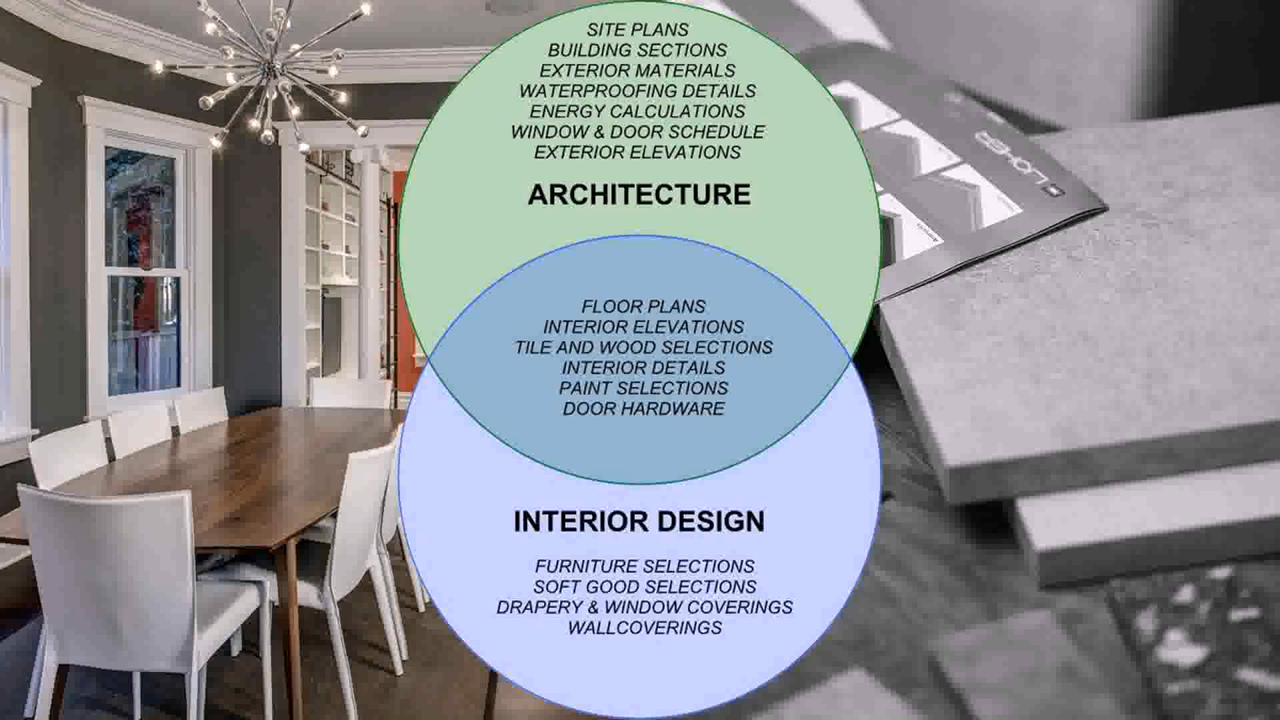 SITE PLANS
BUILDING SECTIONS
EXTERIOR MATERIALS
WATERPROOFING DETAILS
ENERGY CALCULATIONS
WINDOW & DOOR SCHEDULE
EXTERIOR ELEVATIONS
ARCHITECTURE
FLOOR PLANS
INTERIOR ELEVATIONS
TILE AND WOOD SELECTIONS
INTERIOR DETAILS
PAINT SELECTIONS
DOOR HARDWARE
INTERIOR DESIGN
FURNITURE SELECTIONS
SOFT GOOD SELECTIONS
DRAPERY & WINDOW COVERINGS
WALLCOVERINGS